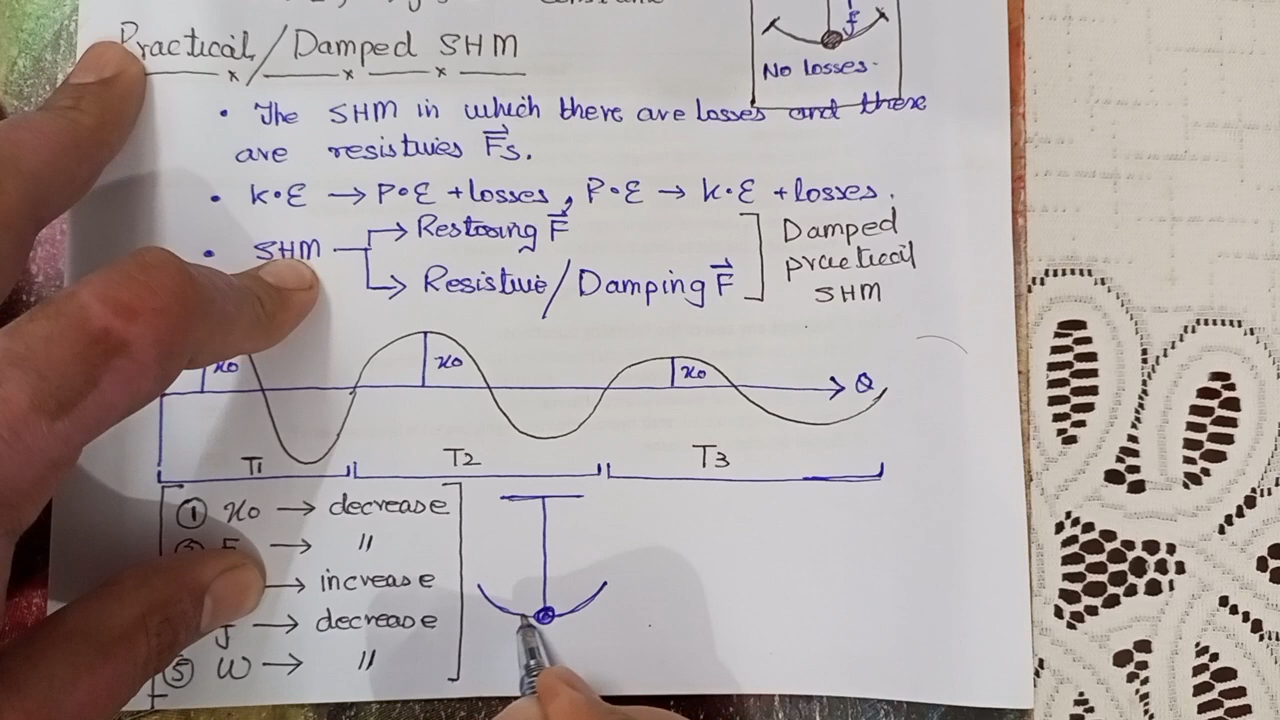 Practical/Damped SHM
No losses.
• The SHM in which there are losses and there
are resistivies F⃗s.
• K.E → P.E + losses, P.E → K.E + losses.
• SHM → Restoring F⃗
→ Resistive/Damping F⃗
Damped
practical
SHM
x₀ x₀ x₀ θ
T₁ T₂ T₃
① x₀ → decrease
→ //
→ increase
f → decrease
⑤ ω → //